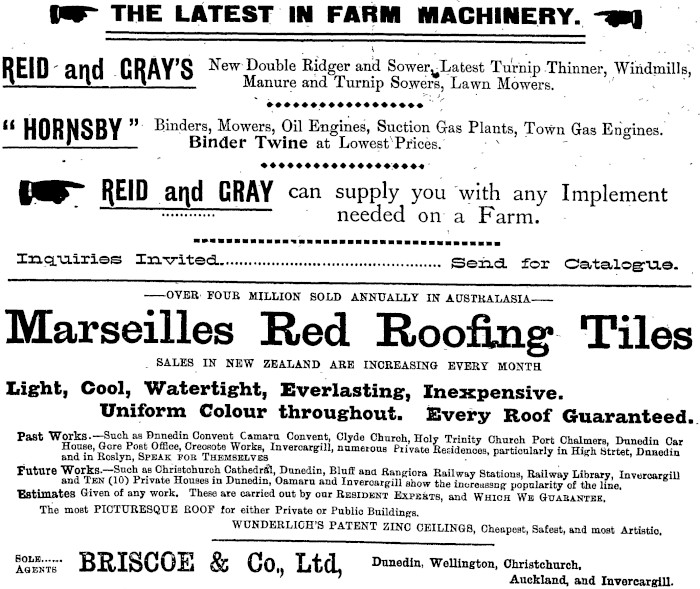 THE LATEST IN FARM MACHINERY.
REID and GRAY'S New Double Ridger and Sower, Latest Turnip Thinner, Windmills,
Manure and Turnip Sowers, Lawn Mowers.
"HORNSBY" Binders, Mowers, Oil Engines, Suction Gas Plants, Town Gas Engines.
Binder Twine at Lowest Prices.
REID and GRAY can supply you with any Implement
needed on a Farm.
Inquiries Invited............................................ Send for Catalogue.
——OVER FOUR MILLION SOLD ANNUALLY IN AUSTRALASIA——
Marseilles Red Roofing Tiles
SALES IN NEW ZEALAND ARE INCREASING EVERY MONTH
Light, Cool, Watertight, Everlasting, Inexpensive.
Uniform Colour throughout. Every Roof Guaranteed.
Past Works.—Such as Dnnedin Convent Camaru Convent, Clyde Church, Holy Trinity Church Port Chalmers, Dunedin Car
House, Gore Post Office, Creosote Works, Invercargill, numerous Private Residences, particularly in High Strtet, Dunedin
and in Roslyn, SPEAK FOR THEMSELVES
Future Works.—Such as Christchurch Cathedral, Dunedin, Bluff and Rangiora Railway Stations, Railway Library, Invercargill
and TEN (10) Private Houses in Dunedin, Oamaru and Invercargill show the increasng popularity of the line.
Estimates Given of any work. These are carried out by our RESIDENT EXPERTS, and WHICH WE GUARANTEE.
The most PICTURESQUE ROOF for either Private or Public Buildings.
WUNDERLICH'S PATENT ZINC CEILINGS, Cheapest, Safest, and most Artistic.
SOLE......
AGENTS BRISCOE & Co., Ltd, Dunedin, Wellington, Christchurch,
Auckland, and Invercargill.